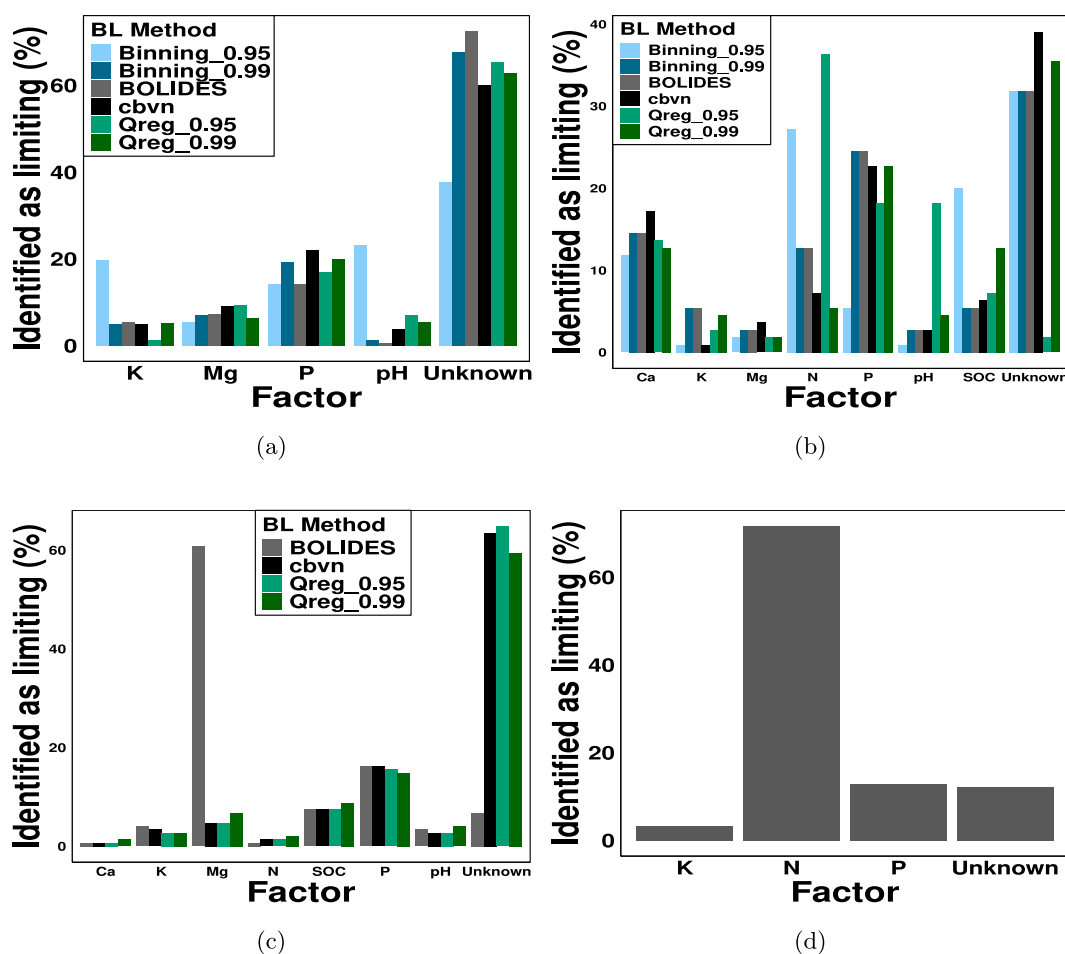 BL Method
Binning_0.95
Binning_0.99
BOLIDES
cbvn
Qreg_0.95
Qreg_0.99
Identified as limiting (%)
60
40
20
0
K Mg P pH Unknown
Factor
(a)
BL Method
Binning_0.95
Binning_0.99
BOLIDES
cbvn
Qreg_0.95
Qreg_0.99
Identified as limiting (%)
40
30
20
10
0
Ca K Mg N P pH SOC Unknown
Factor
(b)
BL Method
BOLIDES
cbvn
Qreg_0.95
Qreg_0.99
Identified as limiting (%)
60
40
20
0
Ca K Mg N SOC P pH Unknown
Factor
(c)
Identified as limiting (%)
60
40
20
0
K N P Unknown
Factor
(d)